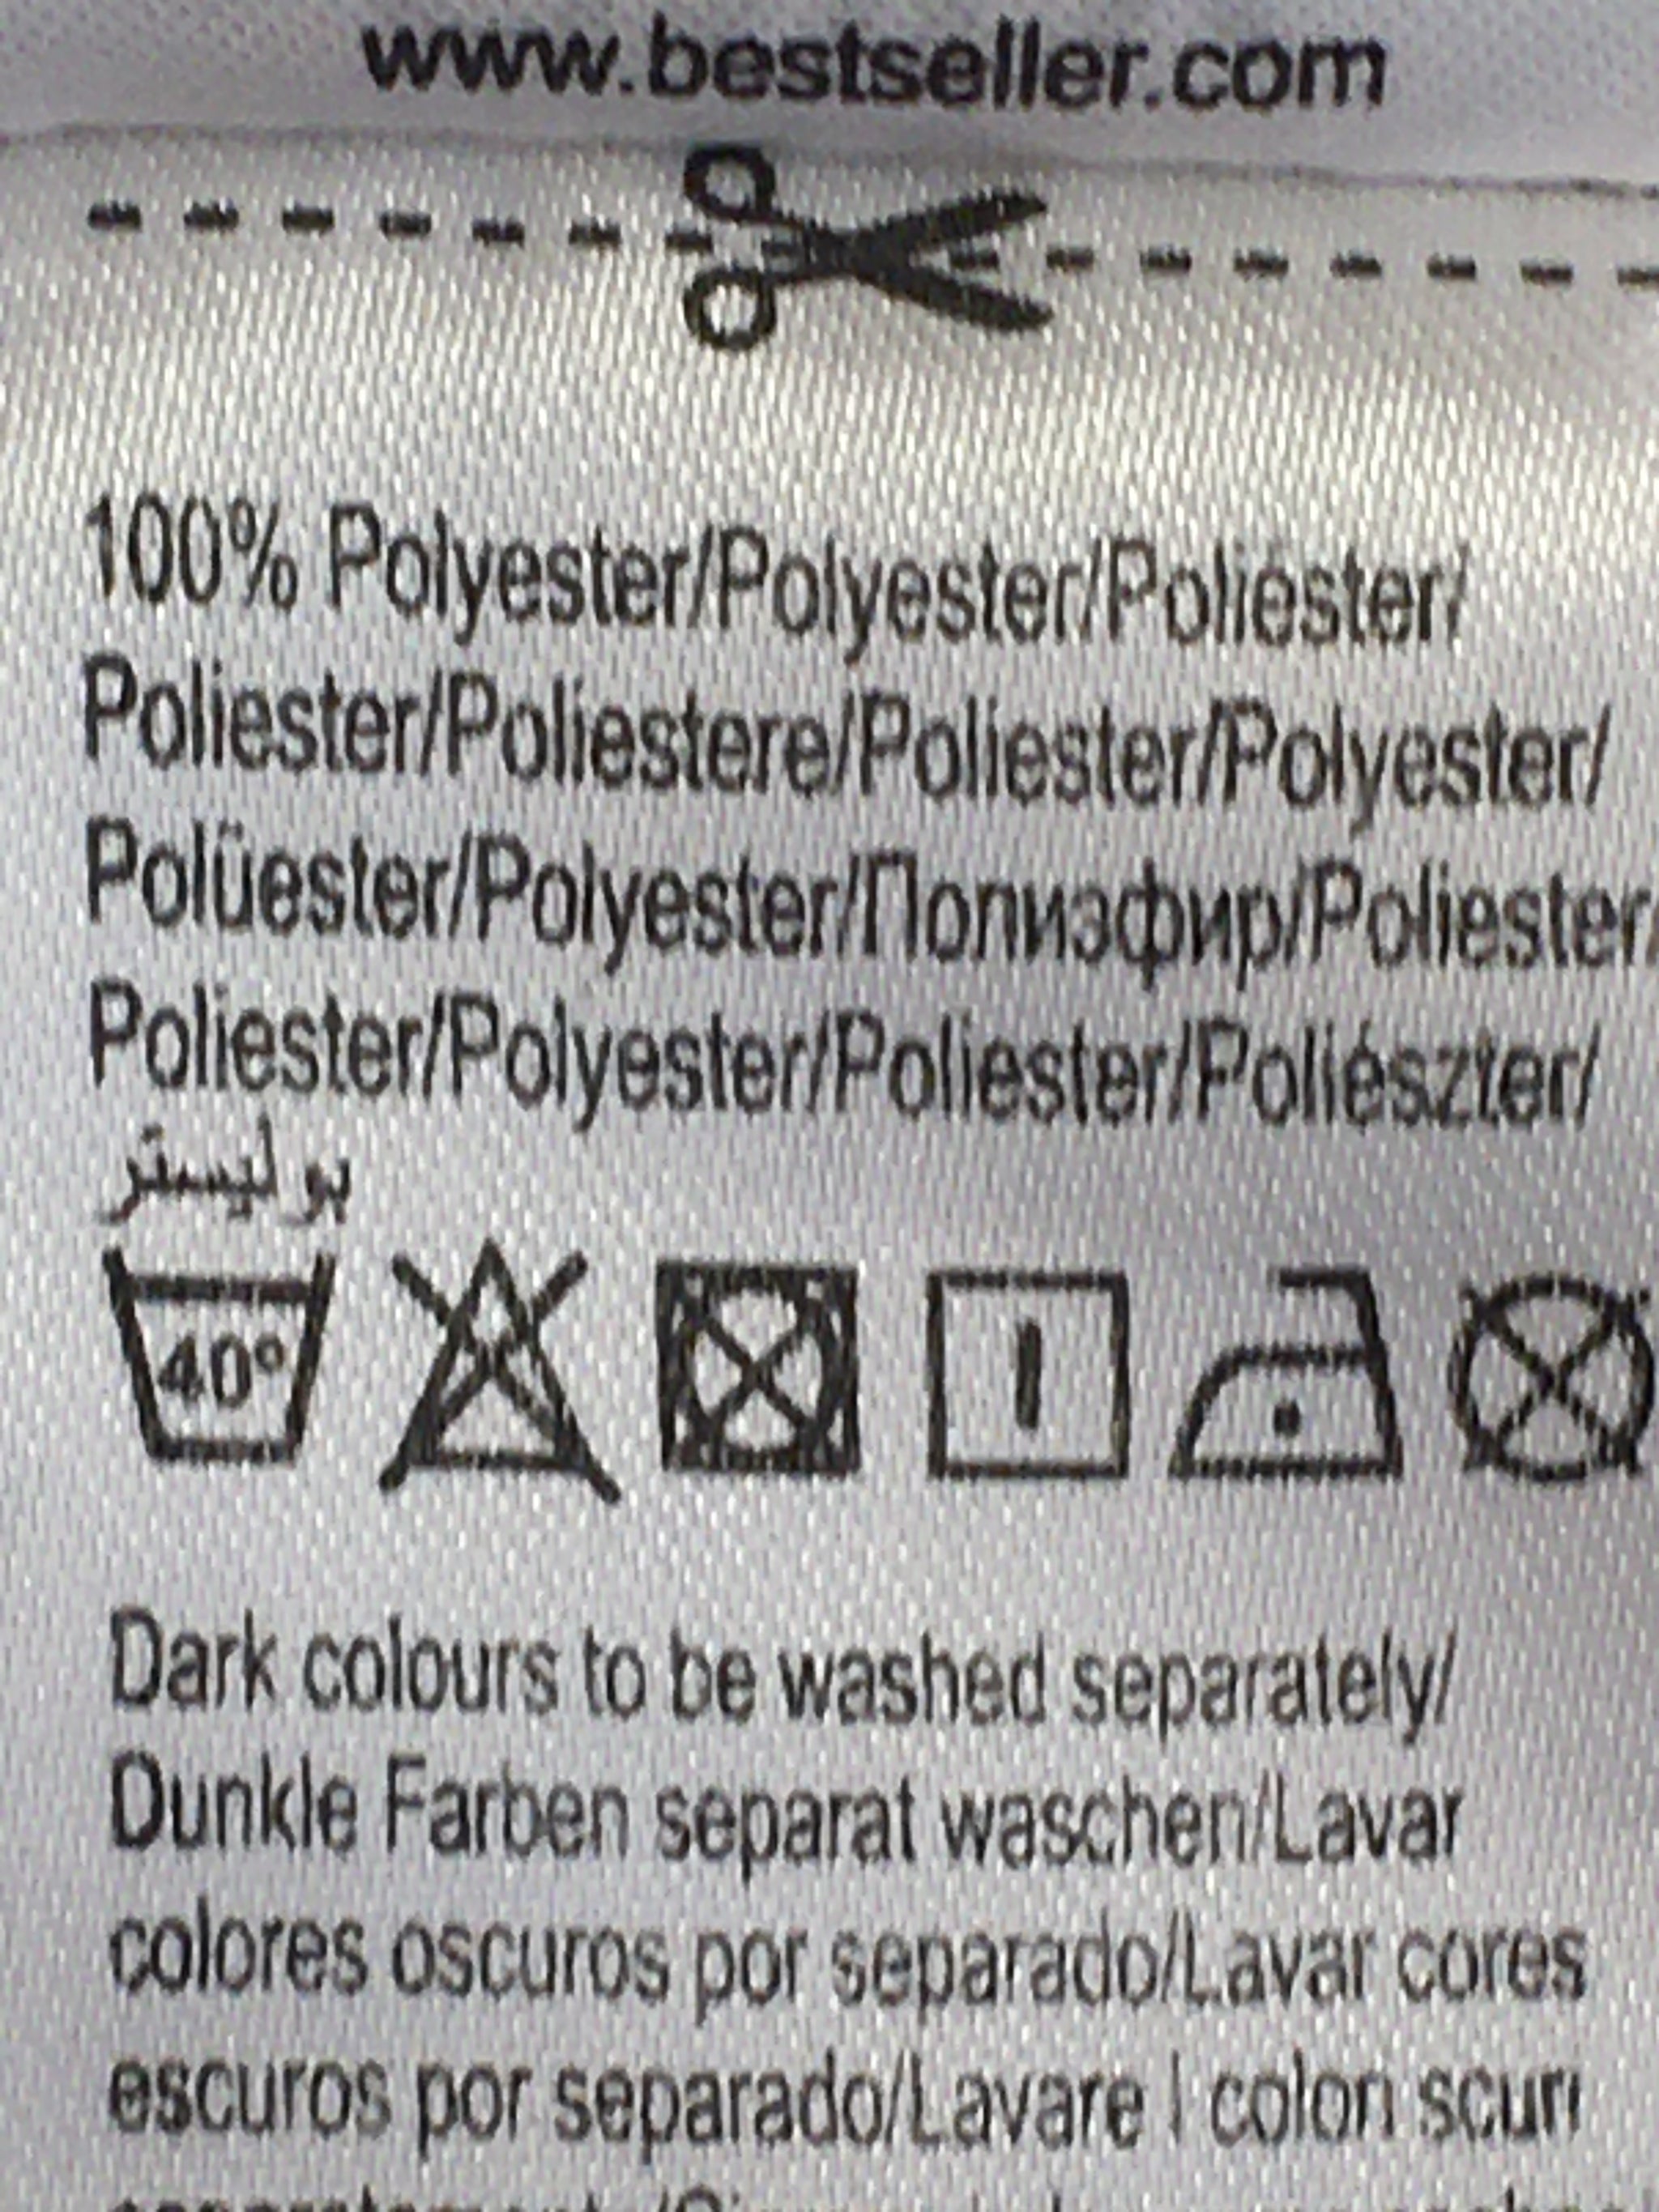 www.bestseller.com
100% Polyester/Polyester/Poliéster/
Poliester/Poliestere/Poliester/Polyester/
Polüester/Polyester/Полиэфир/Poliester/
Poliester/Polyester/Poliester/Poliészter/
بوليستر
40°
Dark colours to be washed separately/
Dunkle Farben separat waschen/Lavar
colores oscuros por separado/Lavar cores
escuros por separado/Lavare I colori scuri